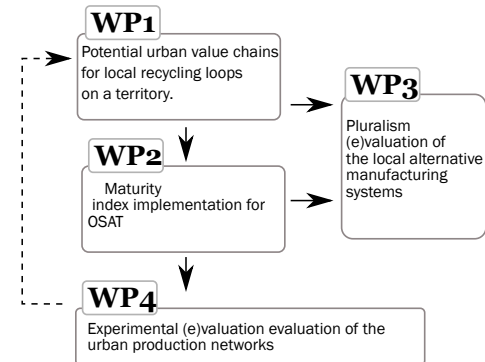 WP1
Potential urban value chains
for local recycling loops
on a territory.
WP3
Pluralism
(e)valuation of
the local alternative
manufacturing
systems
WP2
Maturity
index implementation for
OSAT
WP4
Experimental (e)valuation evaluation of the
urban production networks